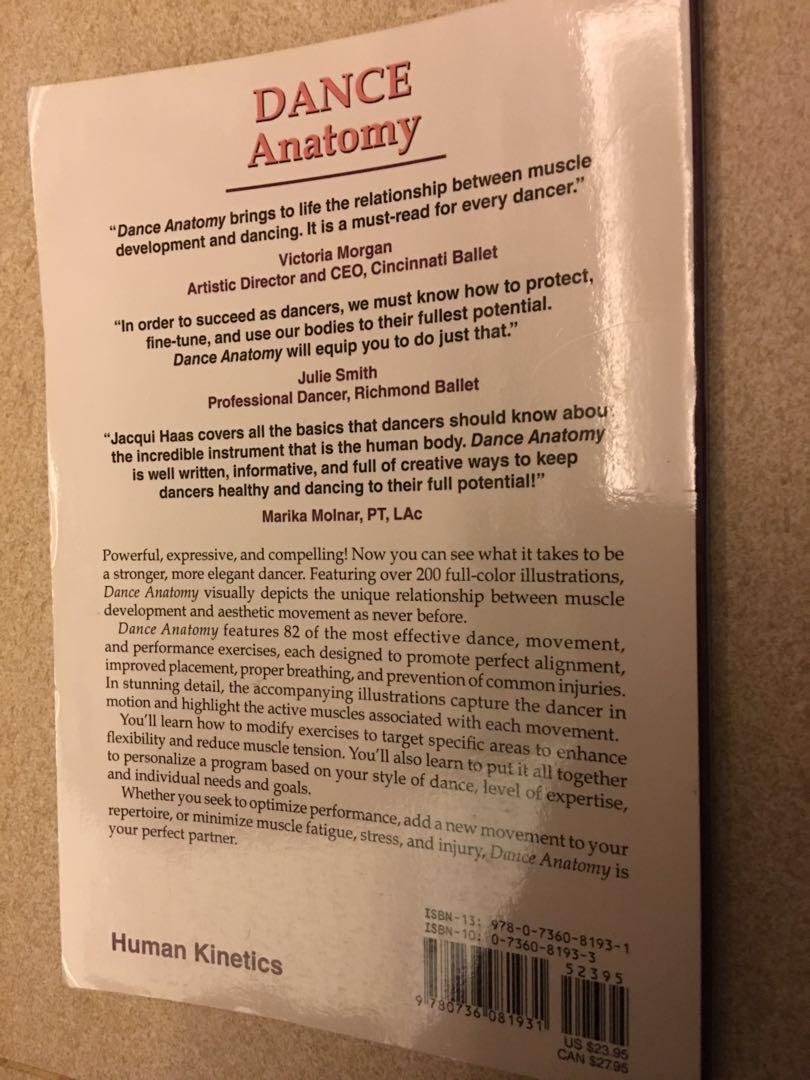 DANCE
Anatomy
“Dance Anatomy brings to life the relationship between muscle
development and dancing. It is a must-read for every dancer.”
Victoria Morgan
Artistic Director and CEO, Cincinnati Ballet
“In order to succeed as dancers, we must know how to protect,
fine-tune, and use our bodies to their fullest potential.
Dance Anatomy will equip you to do just that.”
Julie Smith
Professional Dancer, Richmond Ballet
“Jacqui Haas covers all the basics that dancers should know about
the incredible instrument that is the human body. Dance Anatomy
is well written, informative, and full of creative ways to keep
dancers healthy and dancing to their full potential!”
Marika Molnar, PT, LAc
Powerful, expressive, and compelling! Now you can see what it takes to be
a stronger, more elegant dancer. Featuring over 200 full-color illustrations,
Dance Anatomy visually depicts the unique relationship between muscle
development and aesthetic movement as never before.
Dance Anatomy features 82 of the most effective dance, movement,
and performance exercises, each designed to promote perfect alignment,
improved placement, proper breathing, and prevention of common injuries.
In stunning detail, the accompanying illustrations capture the dancer in
motion and highlight the active muscles associated with each movement.
You’ll learn how to modify exercises to target specific areas to enhance
flexibility and reduce muscle tension. You’ll also learn to put it all together
to personalize a program based on your style of dance, level of expertise,
and individual needs and goals.
Whether you seek to optimize performance, add a new movement to your
repertoire, or minimize muscle fatigue, stress, and injury, Dance Anatomy is
your perfect partner.
Human Kinetics
ISBN-13: 978-0-7360-8193-1
ISBN-10: 0-7360-8193-3
52395
9 780736 081931
US $23.95
CAN $27.95